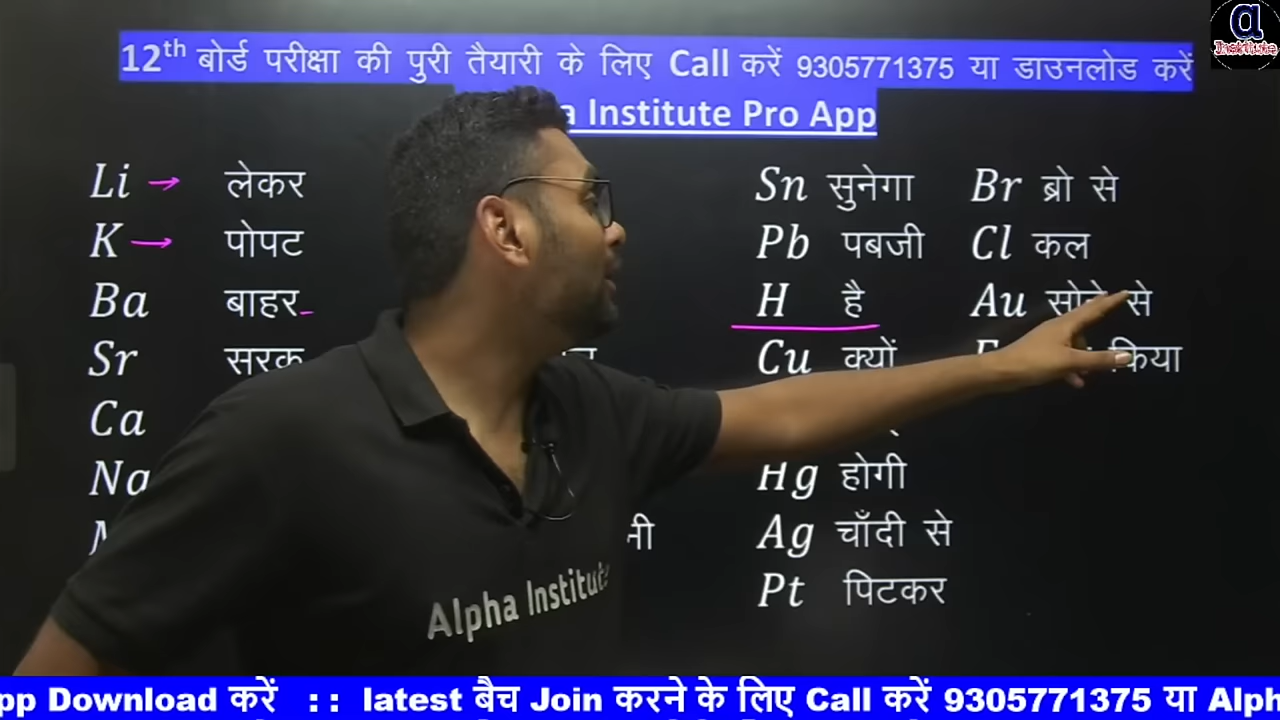 α
Institute
12th बोर्ड परीक्षा की पुरी तैयारी के लिए Call करें 9305771375 या डाउनलोड करें
Institute Pro App
Li → लेकर
K → पोपट
Ba बाहर
Sr सरक
Ca
Na
Sn सुनेगा
Pb पबजी
H है
Cu क्यों
Hg होगी
Ag चाँदी से
Pt पिटकर
Br ब्रो से
Cl कल
Au सोने से
किया
Alpha Institute
Download करें :: latest बैच Join करने के लिए Call करें 9305771375 या